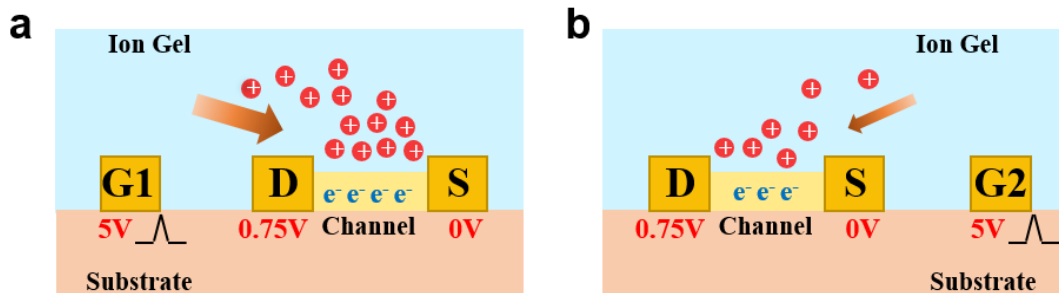 a
Ion Gel
G1
D
e⁻ e⁻ e⁻ e⁻
S
5V
0.75V
Channel
0V
Substrate
b
Ion Gel
D
e⁻ e⁻ e⁻
S
G2
0.75V
Channel
0V
5V
Substrate